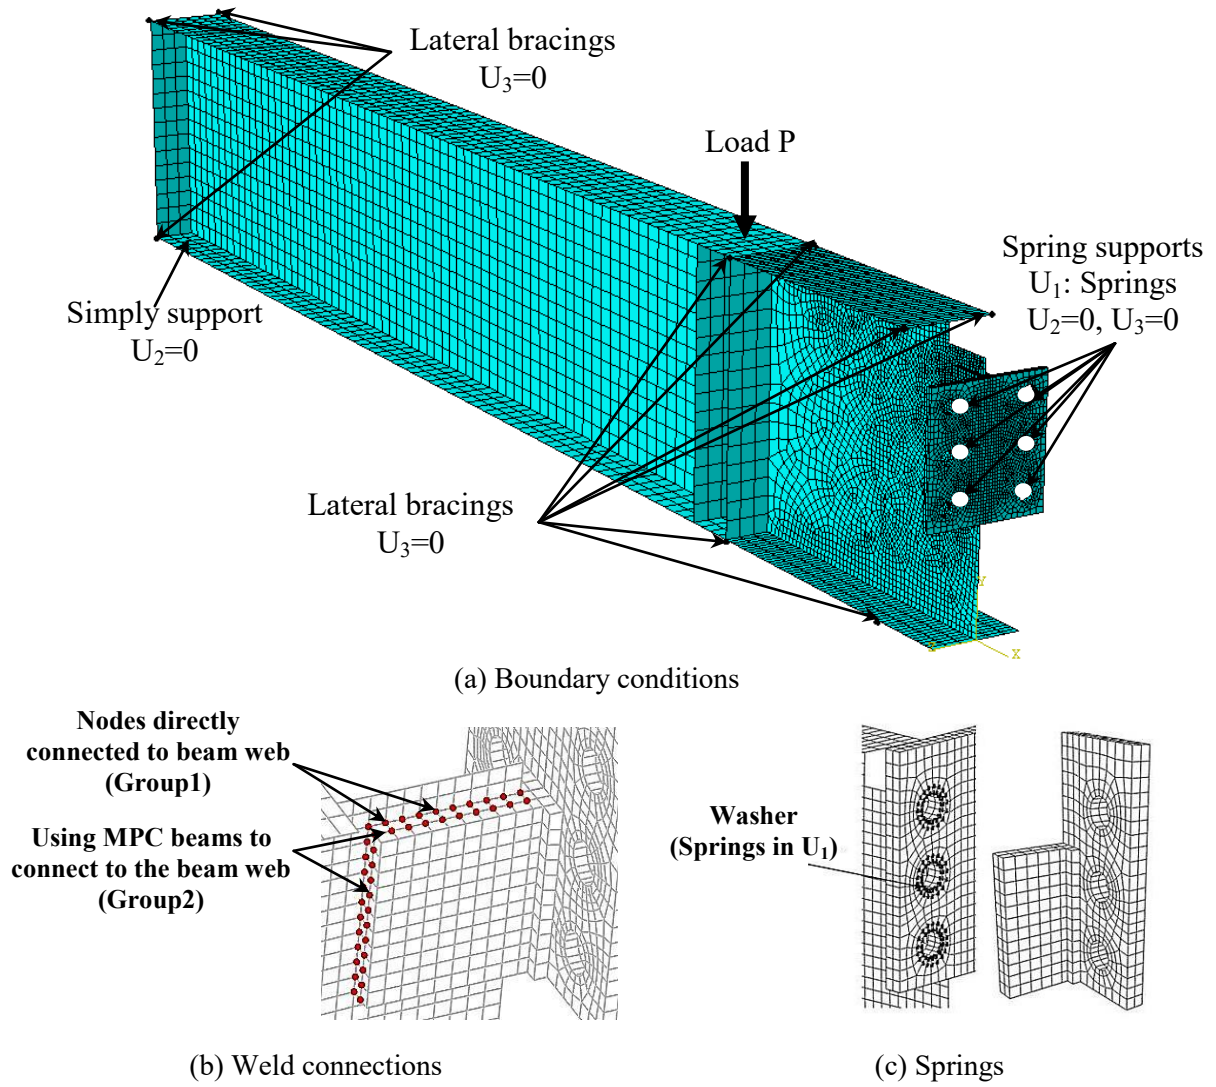 Lateral bracings
U₃=0
Load P
Spring supports
U₁: Springs
U₂=0, U₃=0
Simply support
U₂=0
Lateral bracings
U₃=0
Y
X
(a) Boundary conditions
Nodes directly
connected to beam web
(Group1)
Using MPC beams to
connect to the beam web
(Group2)
Washer
(Springs in U₁)
(b) Weld connections
(c) Springs